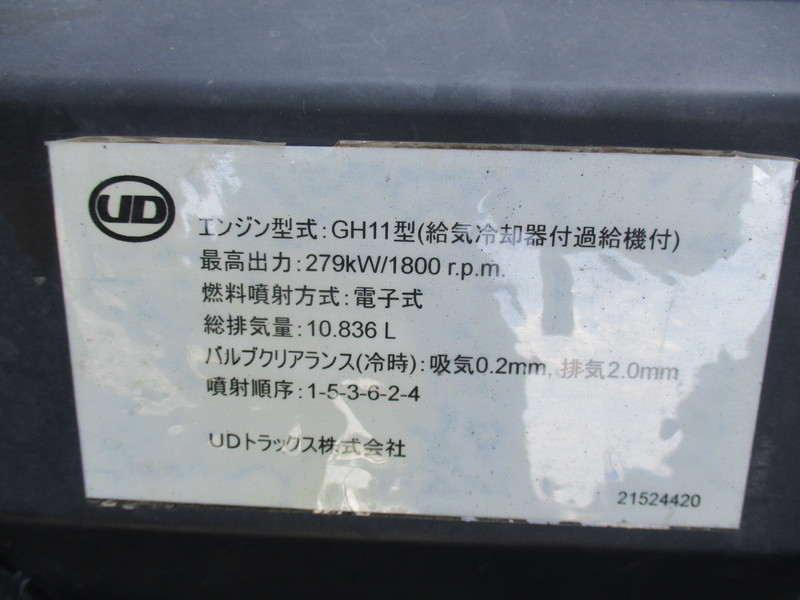 UD
エンジン型式:GH11型(給気冷却器付過給機付)
最高出力:279kW/1800 r.p.m.
燃料噴射方式:電子式
総排気量:10.836 L
バルブクリアランス(冷時):吸気0.2mm, 排気2.0mm
噴射順序:1-5-3-6-2-4
UDトラックス株式会社
21524420